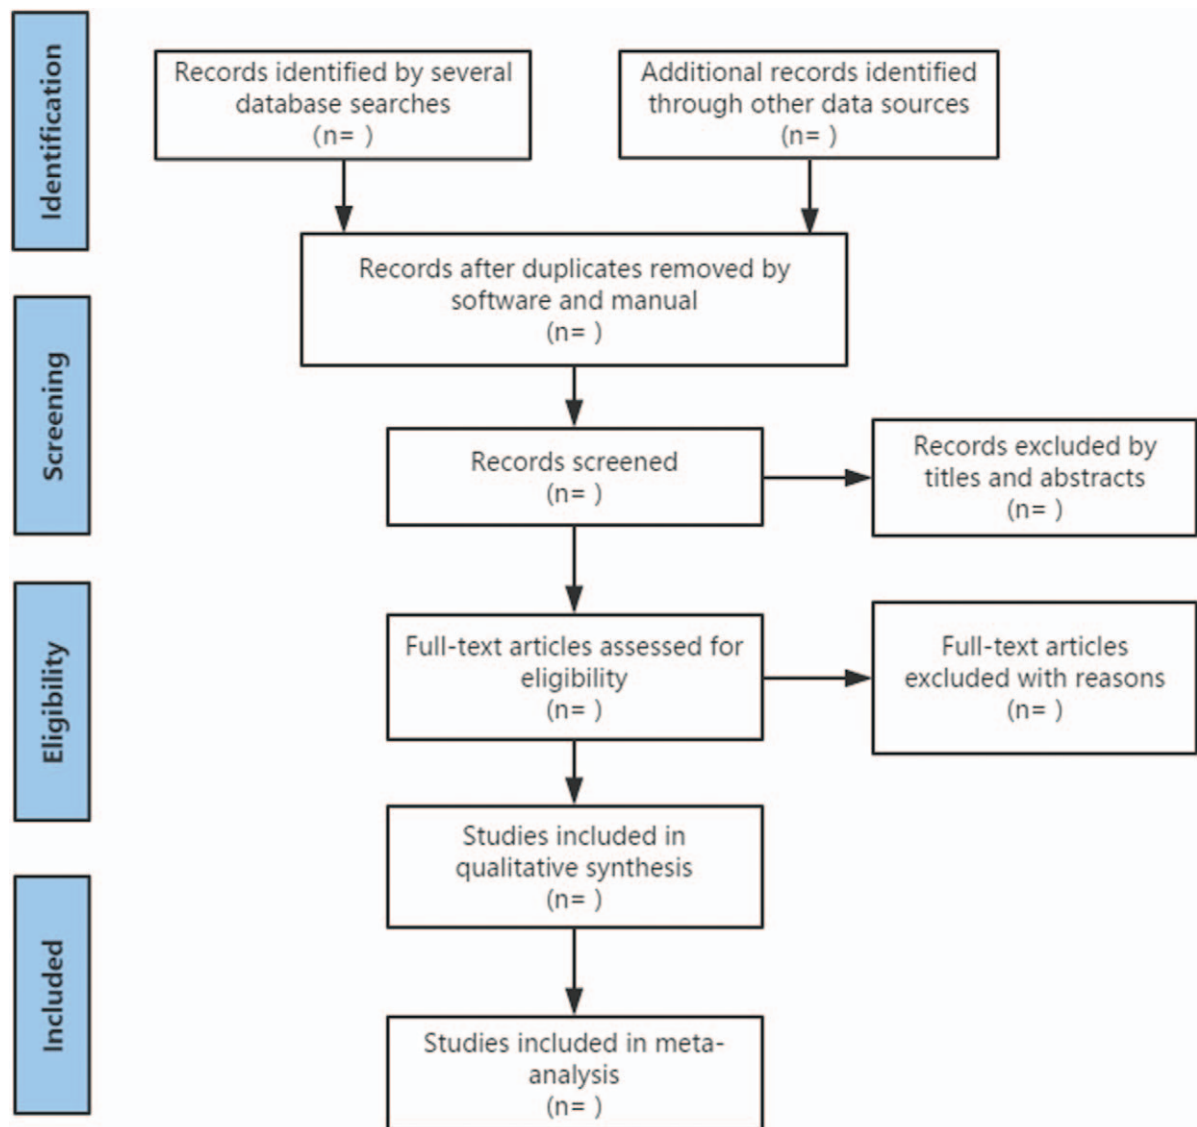 Identification
Records identified by several
database searches
(n= )
Additional records identified
through other data sources
(n= )
Records after duplicates removed by
software and manual
(n= )
Screening
Records screened
(n= )
Records excluded by
titles and abstracts
(n= )
Eligibility
Full-text articles assessed for
eligibility
(n= )
Full-text articles
excluded with reasons
(n= )
Studies included in
qualitative synthesis
(n= )
Included
Studies included in meta-
analysis
(n= )